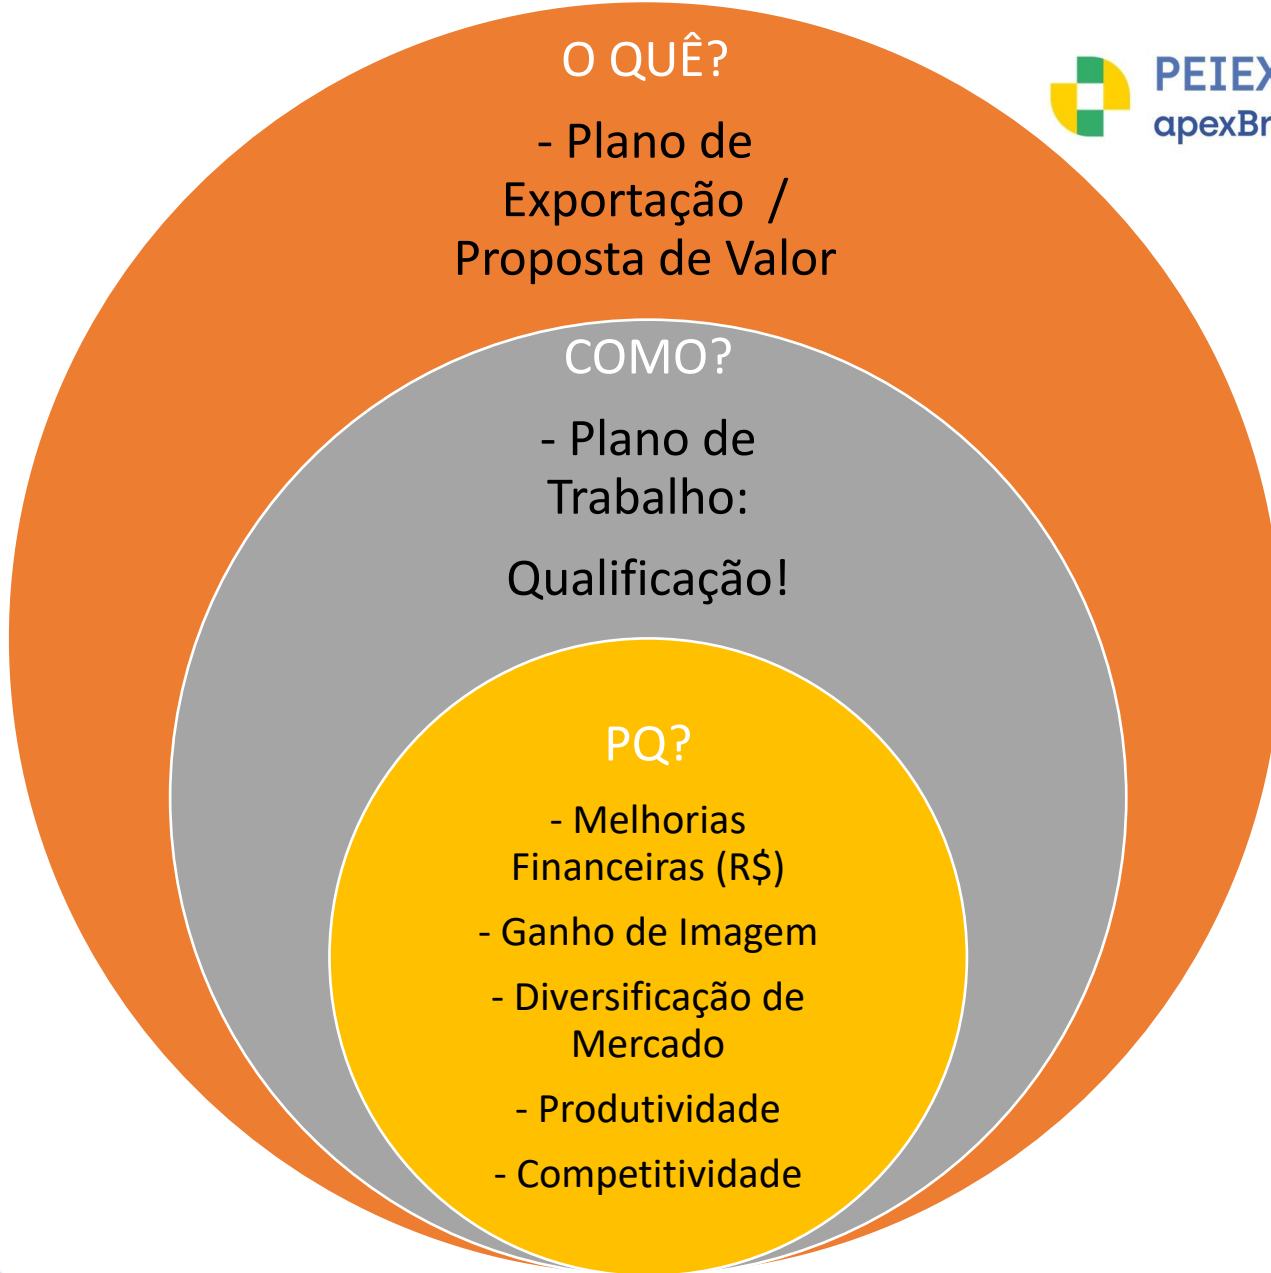 O QUÊ?
- Plano de
Exportação /
Proposta de Valor
PEIEX
apexBr
COMO?
- Plano de
Trabalho:
Qualificação!
PQ?
- Melhorias
Financeiras (R$)
- Ganho de Imagem
- Diversificação de
Mercado
- Produtividade
- Competitividade